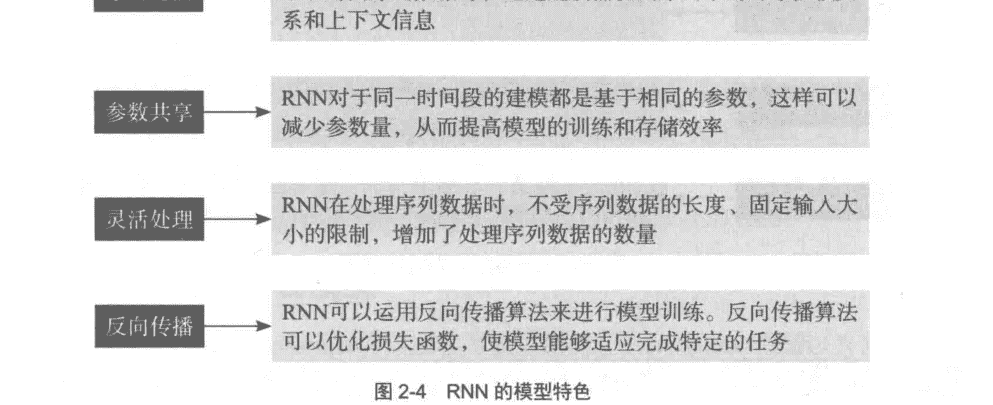 系和上下文信息
参数共享
RNN对于同一时间段的建模都是基于相同的参数，这样可以
减少参数量，从而提高模型的训练和存储效率
灵活处理
RNN在处理序列数据时，不受序列数据的长度、固定输入大
小的限制，增加了处理序列数据的数量
反向传播
RNN可以运用反向传播算法来进行模型训练。反向传播算法
可以优化损失函数，使模型能够适应完成特定的任务
图 2-4 RNN 的模型特色